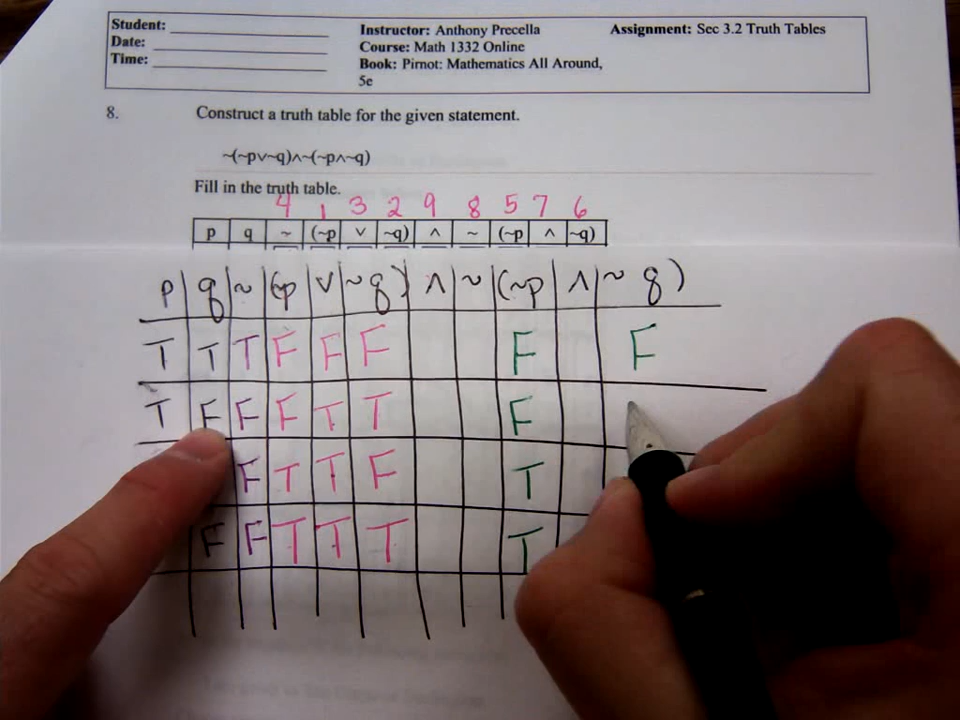 Student: Instructor: Anthony Precella Assignment: Sec 3.2 Truth Tables
Date: Course: Math 1332 Online
Time: Book: Pirnot: Mathematics All Around,
5e
8. Construct a truth table for the given statement.
~(~p∨~q)∧~(~p∧~q)
Fill in the truth table.
4 1 3 2 9 8 5 7 6
p q ~ (~p ∨ ~q) ∧ ~ (~p ∧ ~q)
p q ~ (~p ∨ ~q) ∧ ~ (~p ∧ ~q)
T T T F F F F F
T F F F T T F
F T T F T
F F T T T T